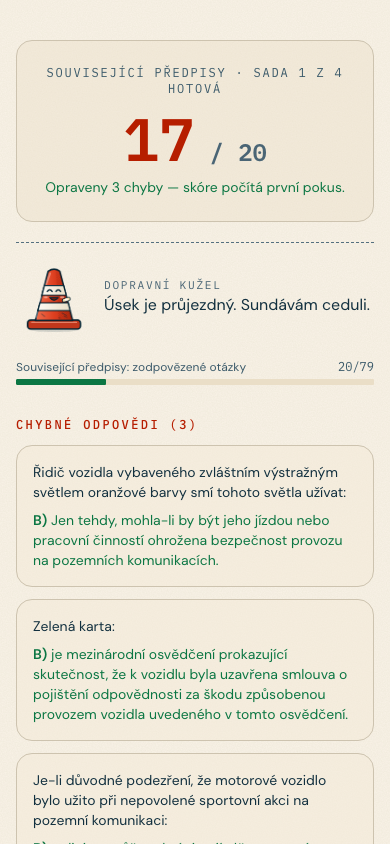 SOUVISEJÍCÍ PŘEDPISY · SADA 1 Z 4
HOTOVÁ
17 / 20
Opraveny 3 chyby — skóre počítá první pokus.
DOPRAVNÍ KUŽEL
Úsek je průjezdný. Sundávám ceduli.
Související předpisy: zodpovězené otázky 20/79
CHYBNÉ ODPOVĚDI (3)
Řidič vozidla vybaveného zvláštním výstražným
světlem oranžové barvy smí tohoto světla užívat:
B) Jen tehdy, mohla-li by být jeho jízdou nebo
pracovní činností ohrožena bezpečnost provozu
na pozemních komunikacích.
Zelená karta:
B) je mezinárodní osvědčení prokazující
skutečnost, že k vozidlu byla uzavřena smlouva o
pojištění odpovědnosti za škodu způsobenou
provozem vozidla uvedeného v tomto osvědčení.
Je-li důvodné podezření, že motorové vozidlo
bylo užito při nepovolené sportovní akci na
pozemní komunikaci: